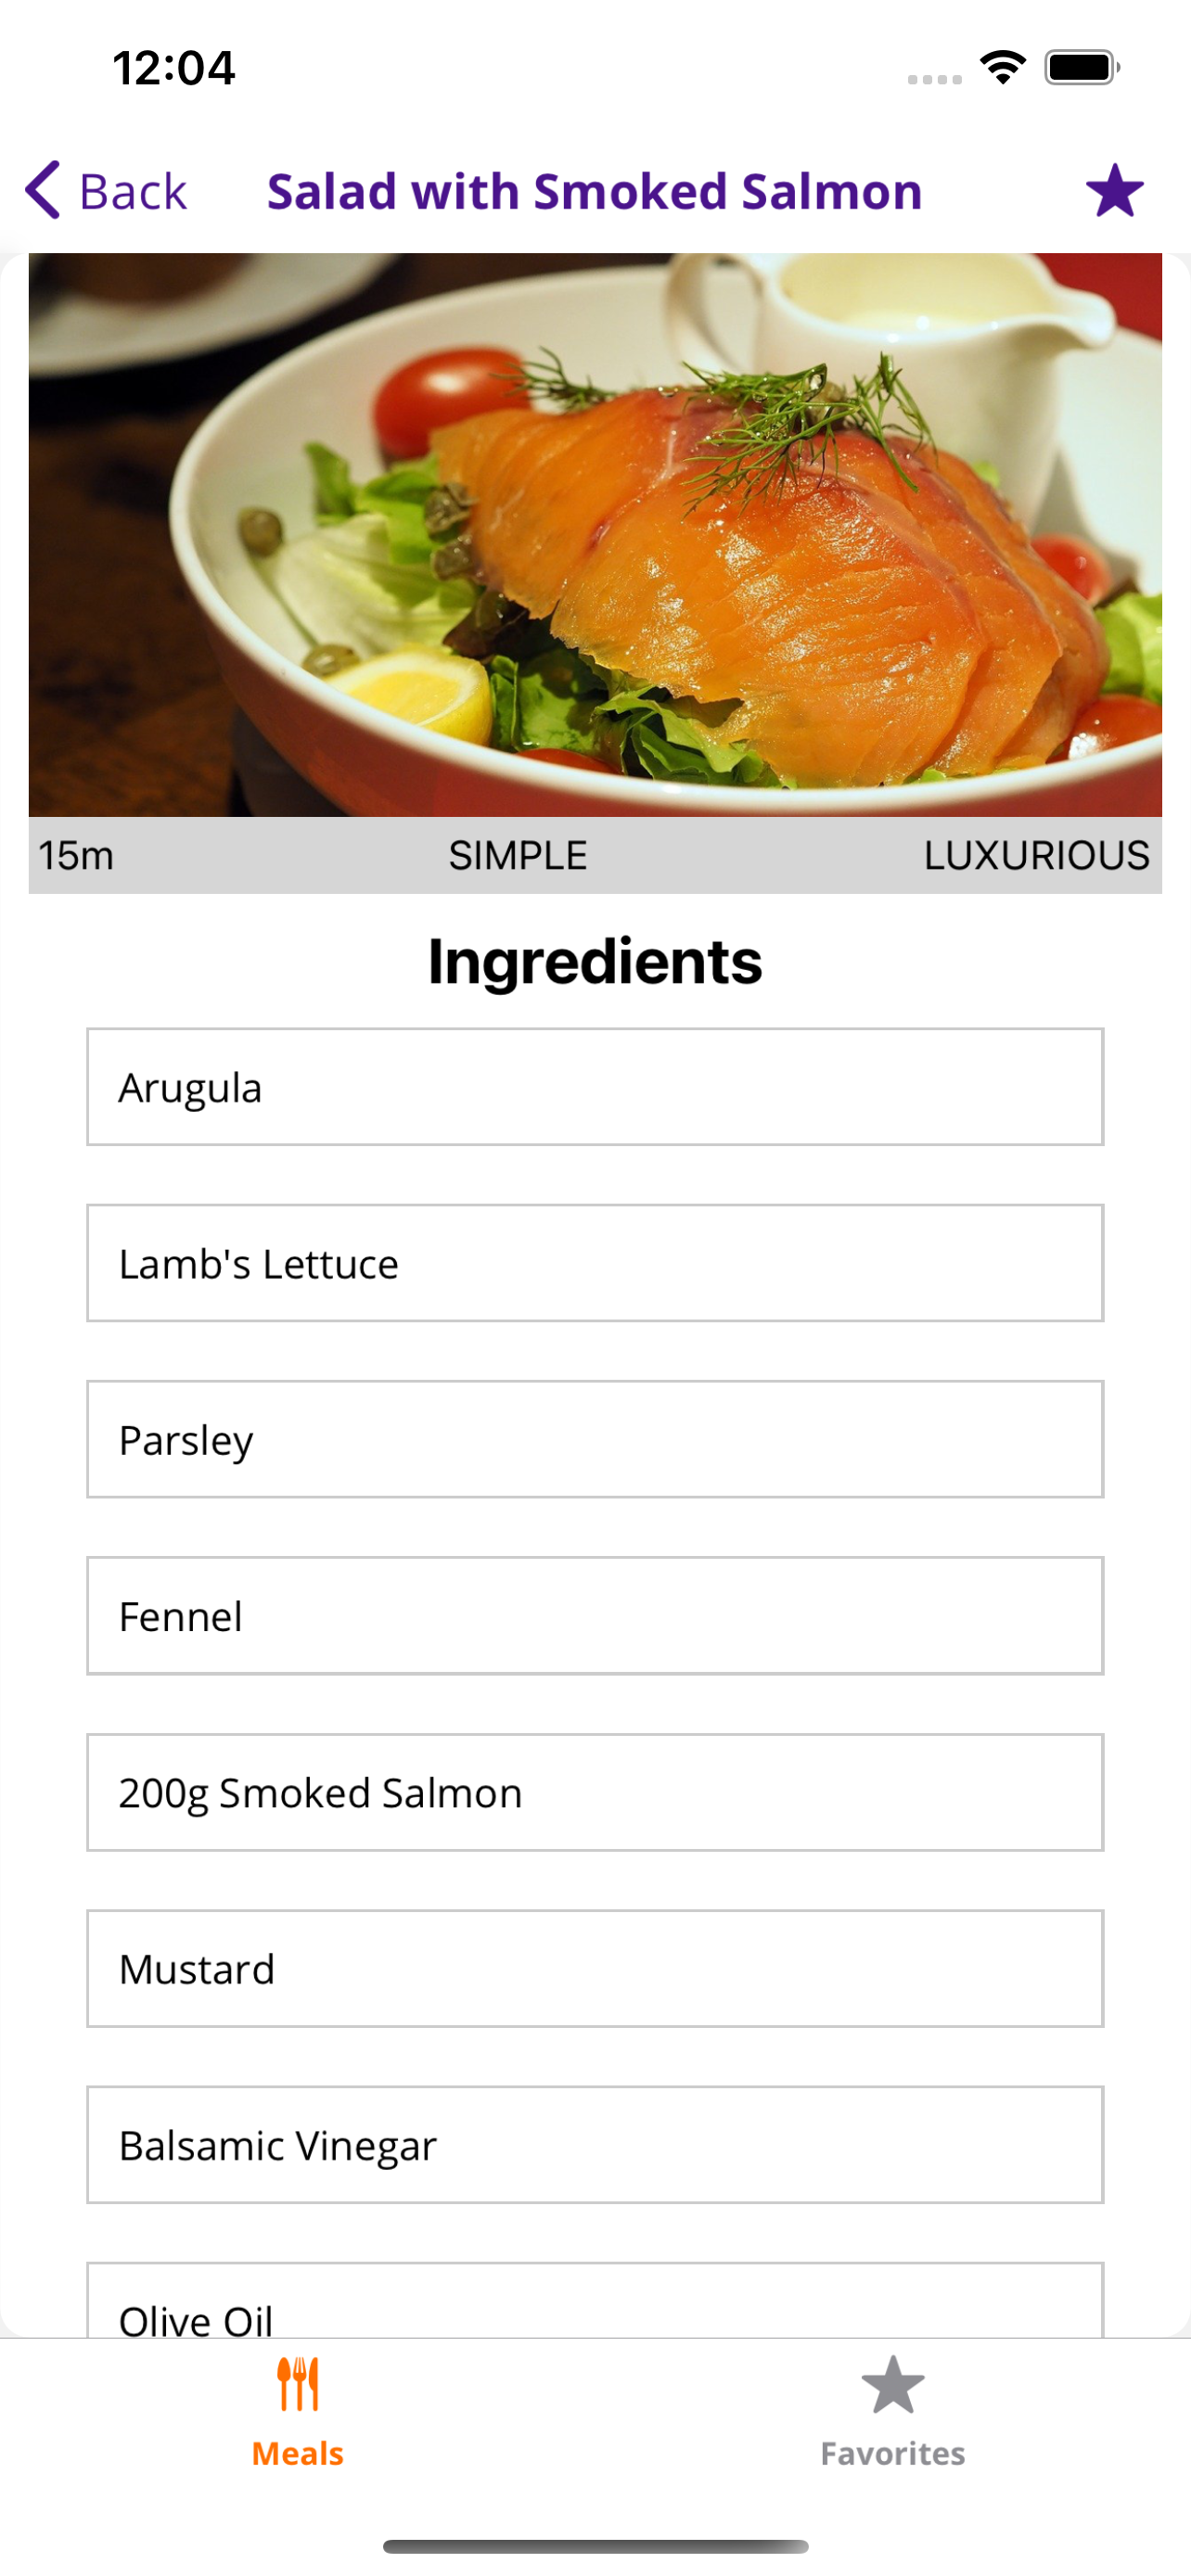 12:04
Back
Salad with Smoked Salmon
15m
SIMPLE
LUXURIOUS
Ingredients
Arugula
Lamb's Lettuce
Parsley
Fennel
200g Smoked Salmon
Mustard
Balsamic Vinegar
Olive Oil
Meals
Favorites